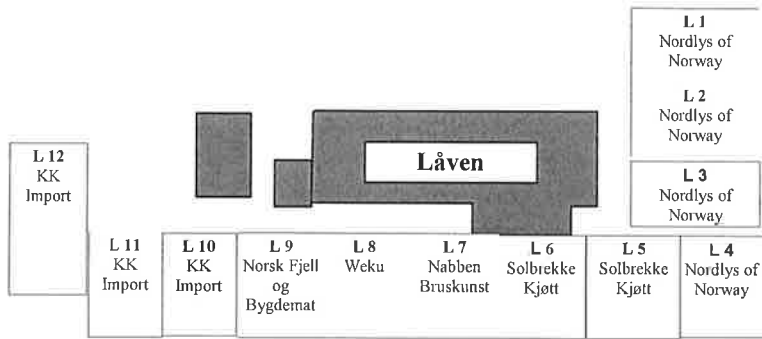 L 1
Nordlys of
Norway
L 2
Nordlys of
Norway
L 3
Nordlys of
Norway
Låven
L 12
KK
Import
L 11
KK
Import
L 10
KK
Import
L 9
Norsk Fjell
og
Bygdemat
L 8
Weku
L 7
Nabben
Bruskunst
L 6
Solbrekke
Kjøtt
L 5
Solbrekke
Kjøtt
L 4
Nordlys of
Norway